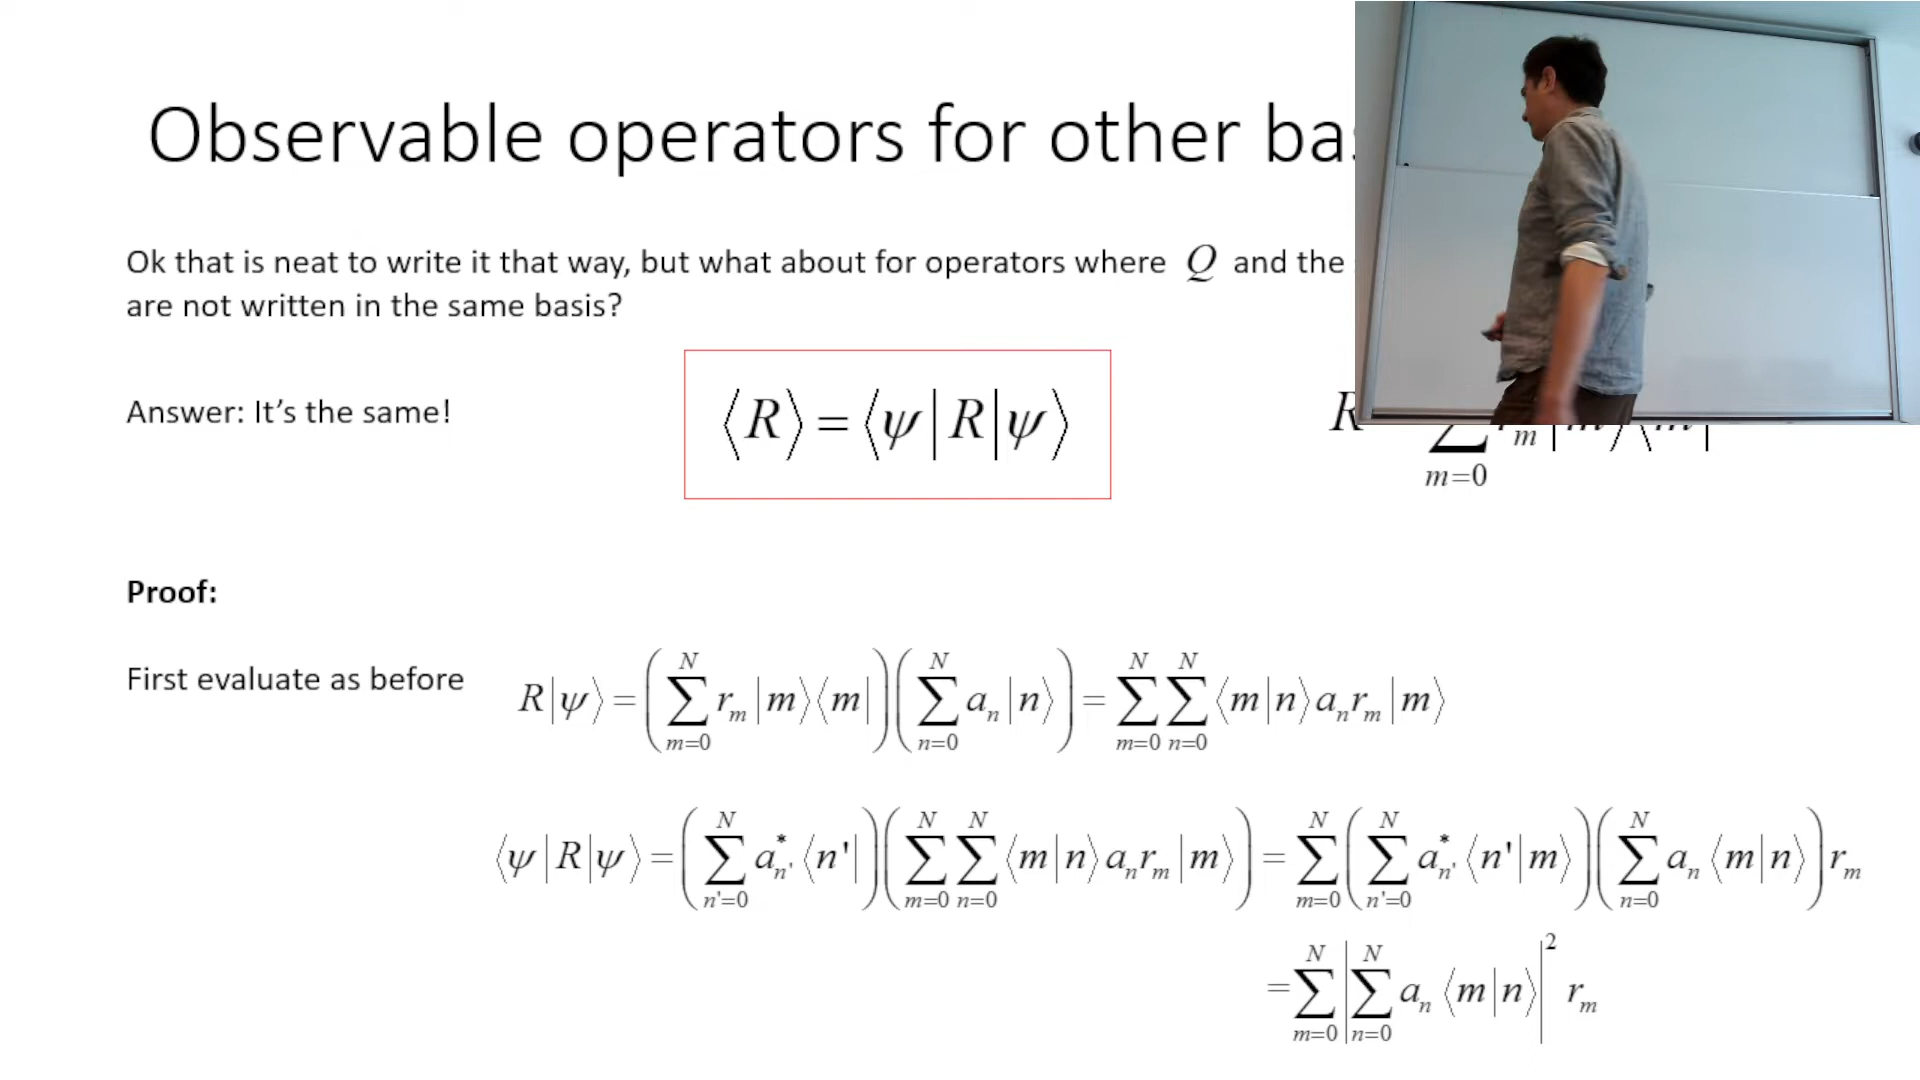 Observable operators for other
Ok that is neat to write it that way, but what about for operators where Q and the
are not written in the same basis?
Answer: It's the same!
⟨R⟩ = ⟨ψ|R|ψ⟩
R
m=0
Proof:
First evaluate as before
R|ψ⟩ = (∑_{m=0}^{N} r_m |m⟩⟨m|)(∑_{n=0}^{N} a_n |n⟩) = ∑_{m=0}^{N} ∑_{n=0}^{N} ⟨m|n⟩ a_n r_m |m⟩
⟨ψ|R|ψ⟩ = (∑_{n'=0}^{N} a*_{n'} ⟨n'|)(∑_{m=0}^{N} ∑_{n=0}^{N} ⟨m|n⟩ a_n r_m |m⟩) = ∑_{m=0}^{N} (∑_{n'=0}^{N} a*_{n'} ⟨n'|m⟩)(∑_{n=0}^{N} a_n ⟨m|n⟩) r_m
= ∑_{m=0}^{N} |∑_{n=0}^{N} a_n ⟨m|n⟩|² r_m